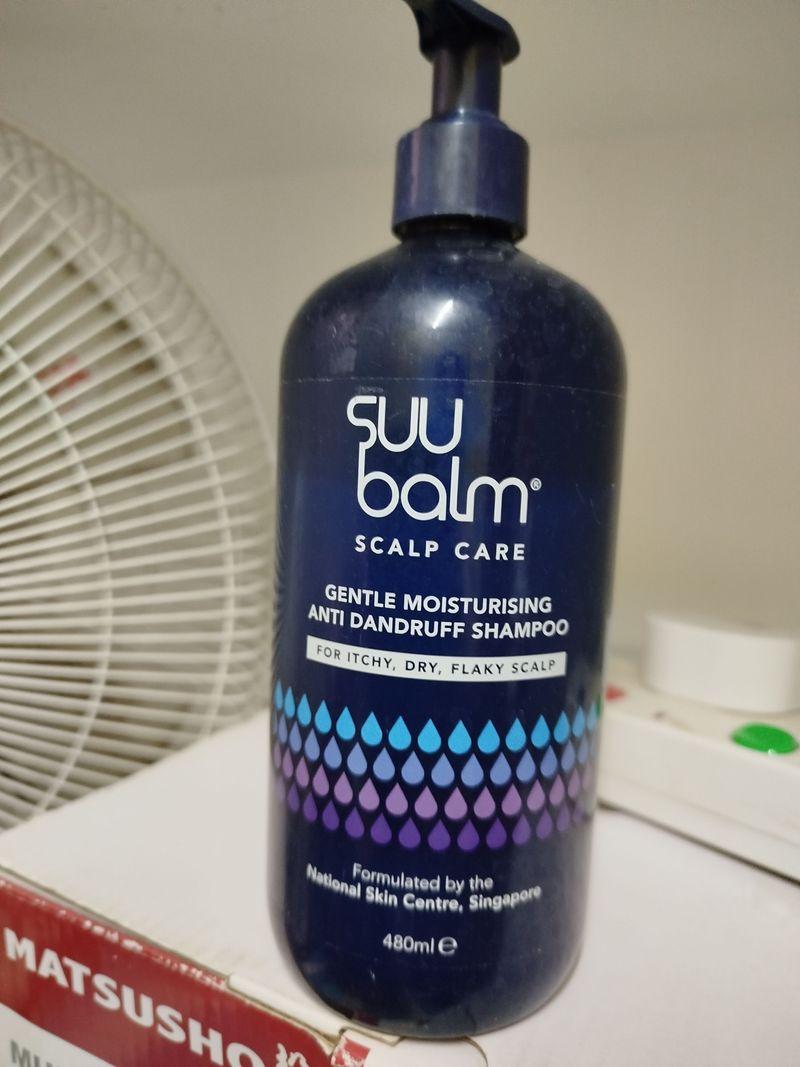 SUU
balm®
SCALP CARE
GENTLE MOISTURISING
ANTI DANDRUFF SHAMPOO
FOR ITCHY, DRY, FLAKY SCALP
Formulated by the
National Skin Centre, Singapore
480ml ℮
MATSUSHO